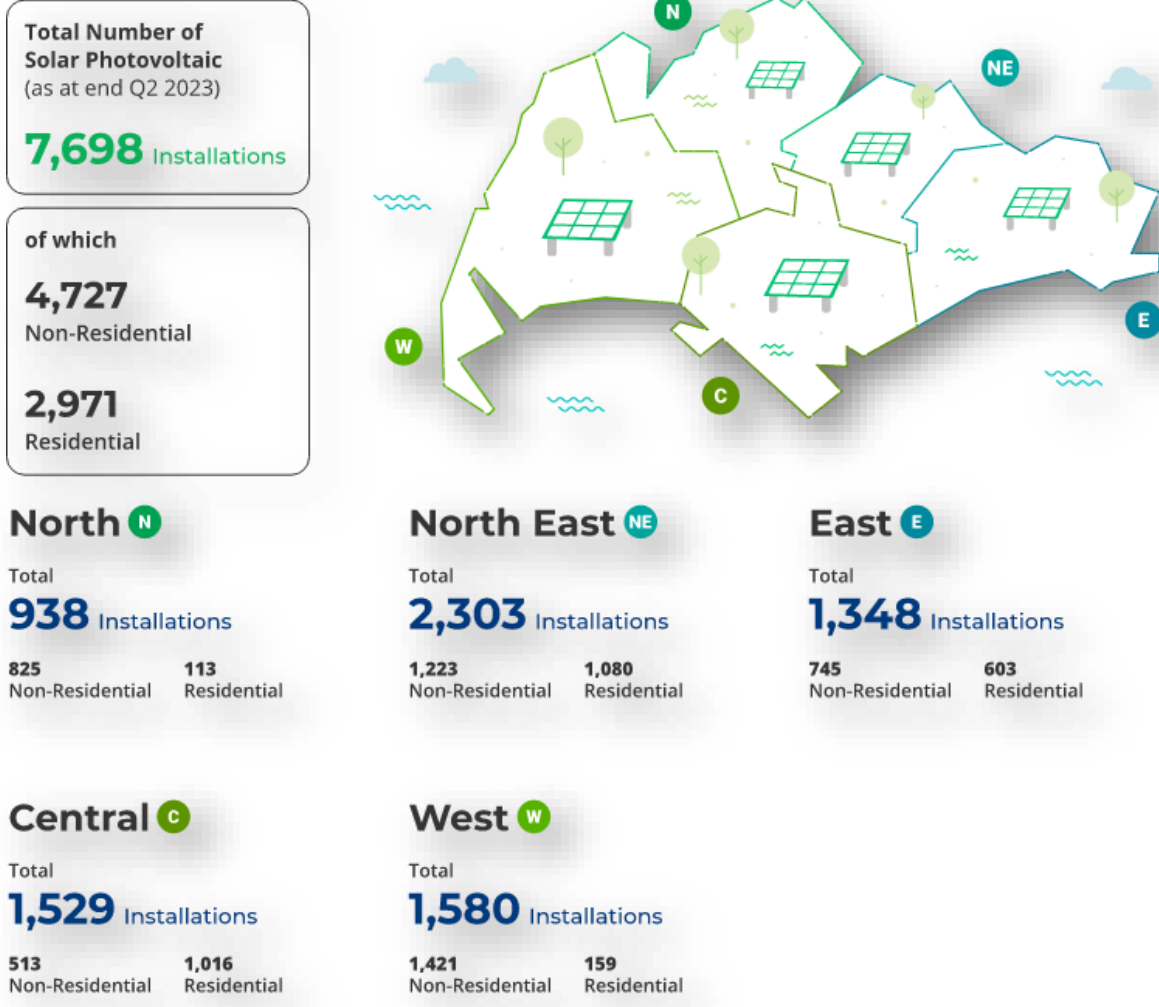 Total Number of
Solar Photovoltaic
(as at end Q2 2023)
7,698 Installations
of which
4,727
Non-Residential
2,971
Residential
N
NE
W
C
E
North N
Total
938 Installations
825 113
Non-Residential Residential
North East NE
Total
2,303 Installations
1,223 1,080
Non-Residential Residential
East E
Total
1,348 Installations
745 603
Non-Residential Residential
Central C
Total
1,529 Installations
513 1,016
Non-Residential Residential
West W
Total
1,580 Installations
1,421 159
Non-Residential Residential